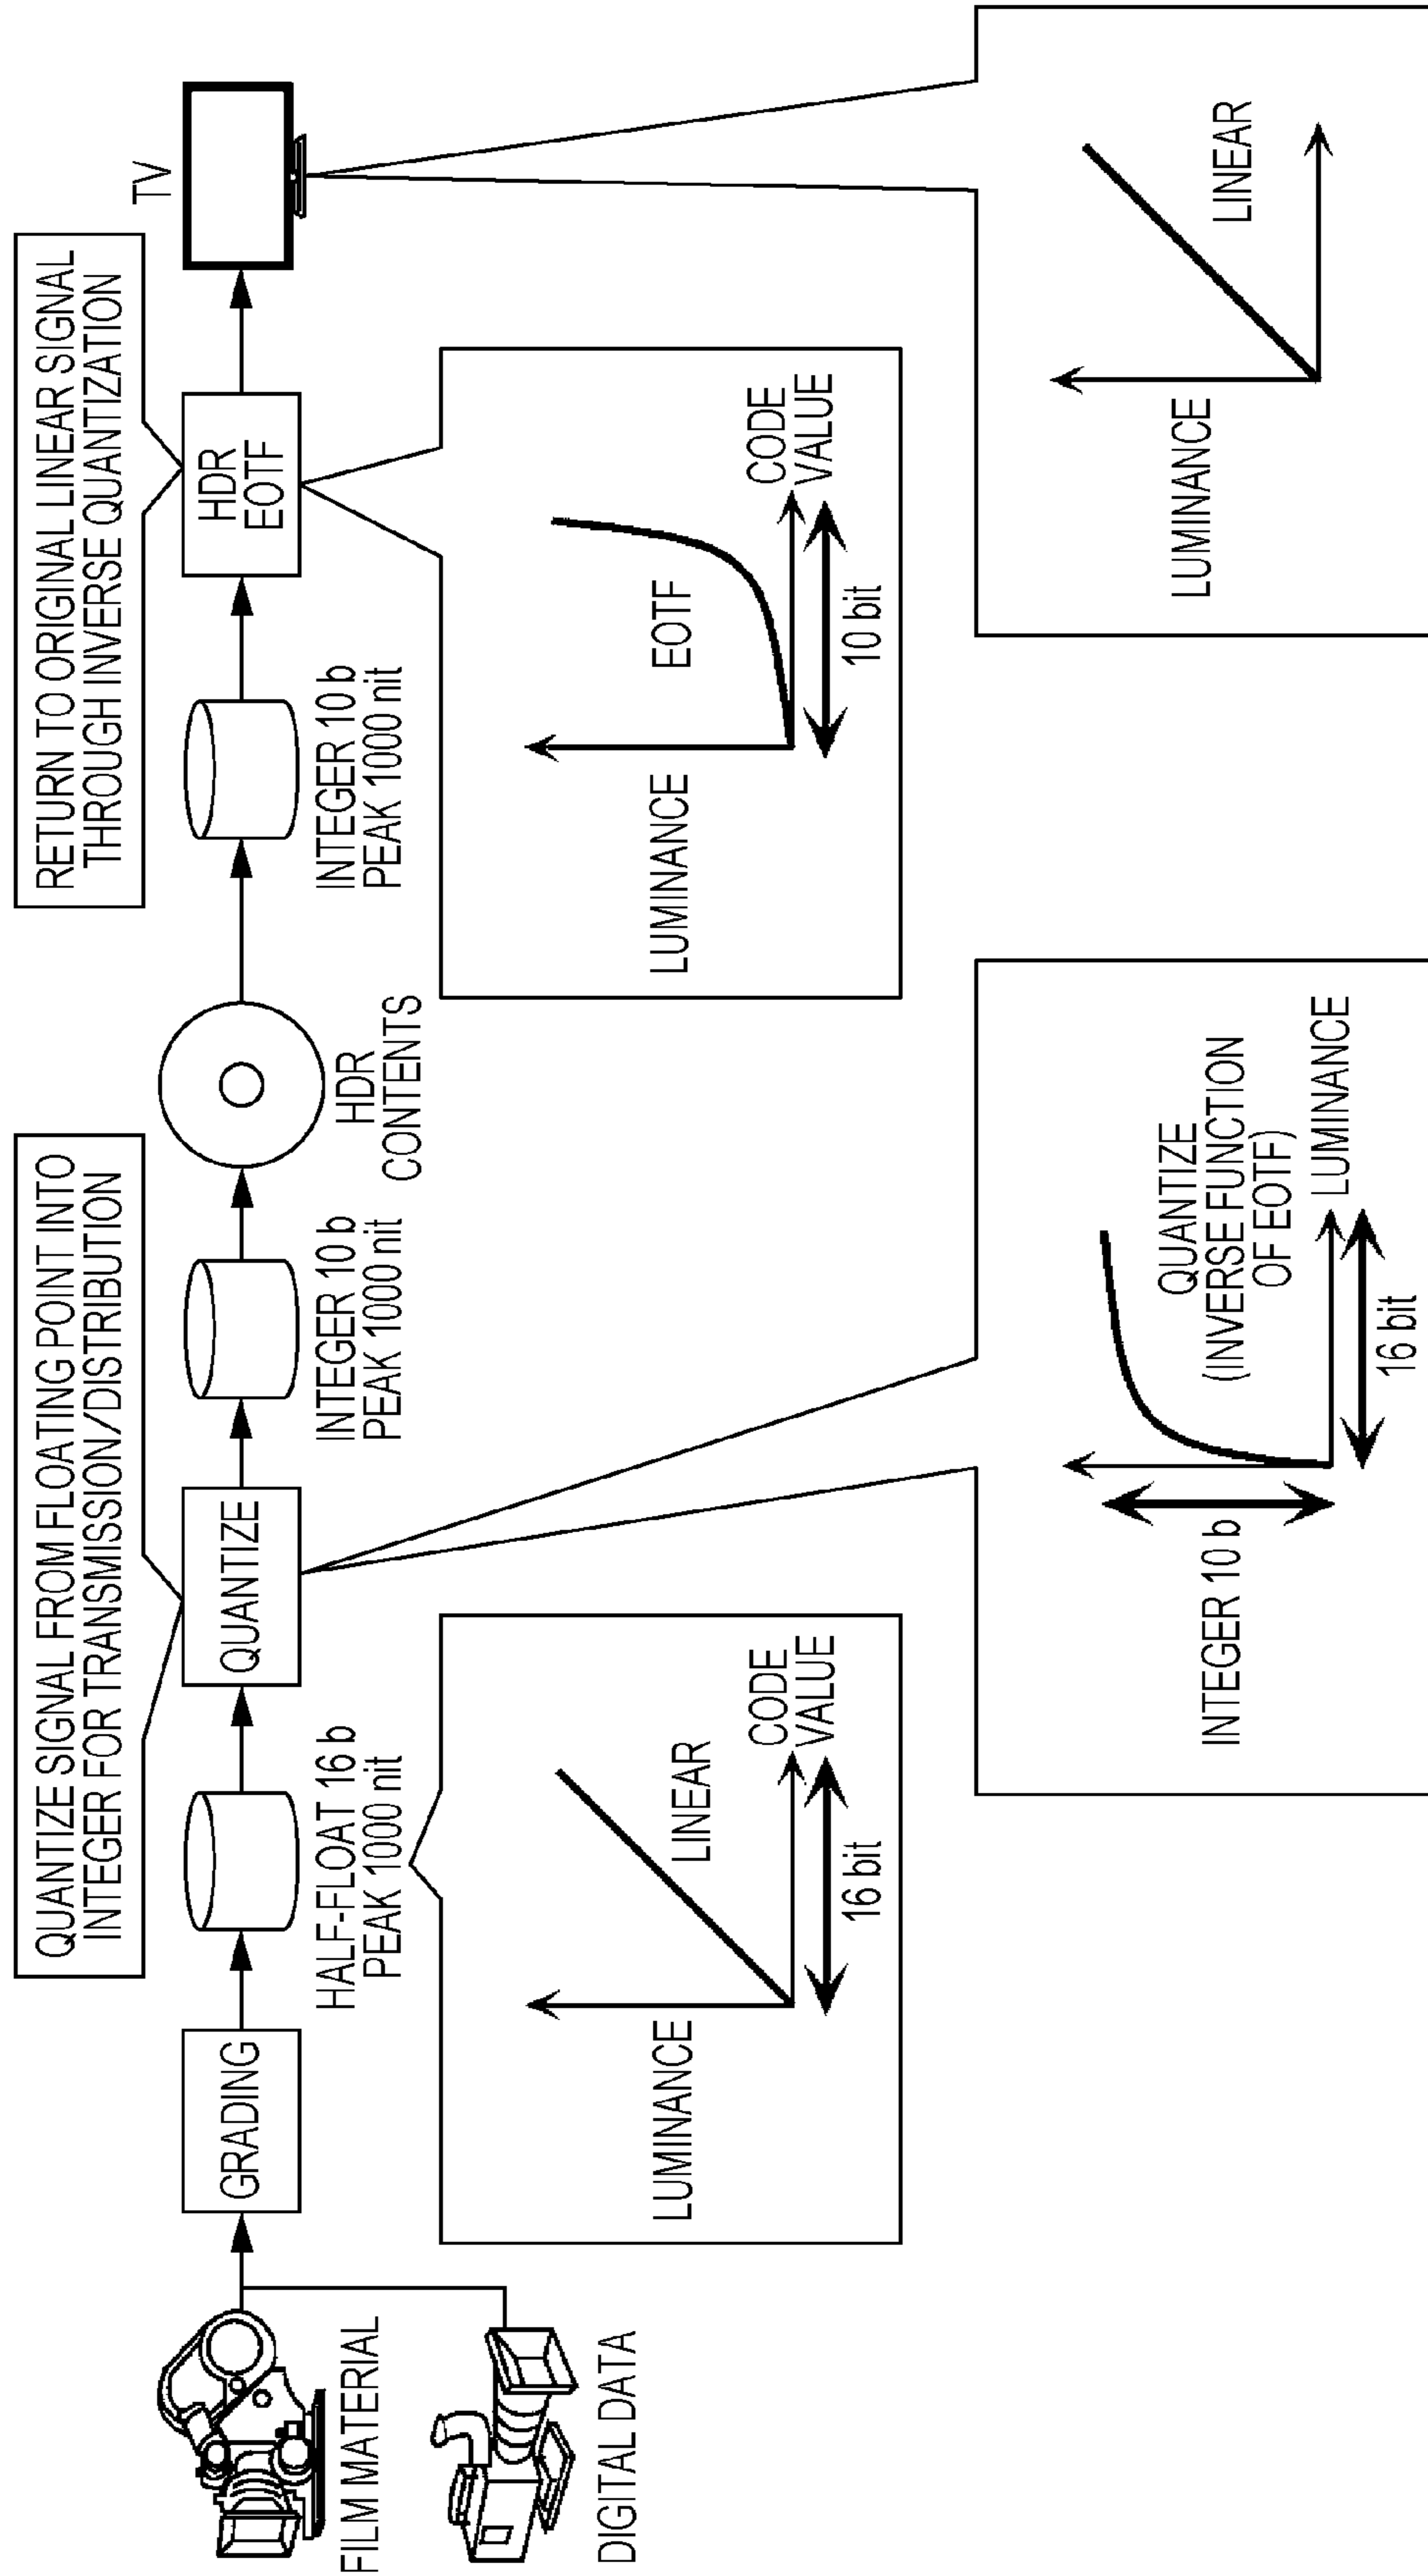 QUANTIZE SIGNAL FROM FLOATING POINT INTO
INTEGER FOR TRANSMISSION/DISTRIBUTION
RETURN TO ORIGINAL LINEAR SIGNAL
THROUGH INVERSE QUANTIZATION
FILM MATERIAL
DIGITAL DATA
GRADING
HALF-FLOAT 16 b
PEAK 1000 nit
QUANTIZE
INTEGER 10 b
PEAK 1000 nit
HDR
CONTENTS
INTEGER 10 b
PEAK 1000 nit
HDR
EOTF
TV
LUMINANCE
LINEAR
CODE
VALUE
16 bit
LUMINANCE
EOTF
CODE
VALUE
10 bit
INTEGER 10 b
QUANTIZE
(INVERSE FUNCTION
OF EOTF)
LUMINANCE
16 bit
LUMINANCE
LINEAR